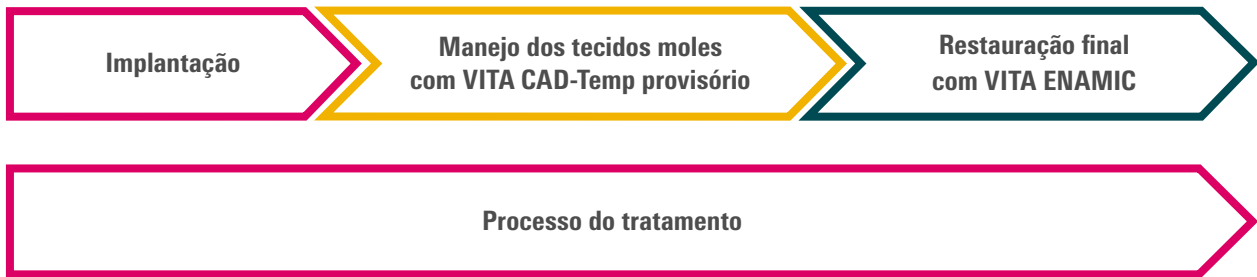 Implantação
Manejo dos tecidos moles
com VITA CAD-Temp provisório
Restauração final
com VITA ENAMIC
Processo do tratamento